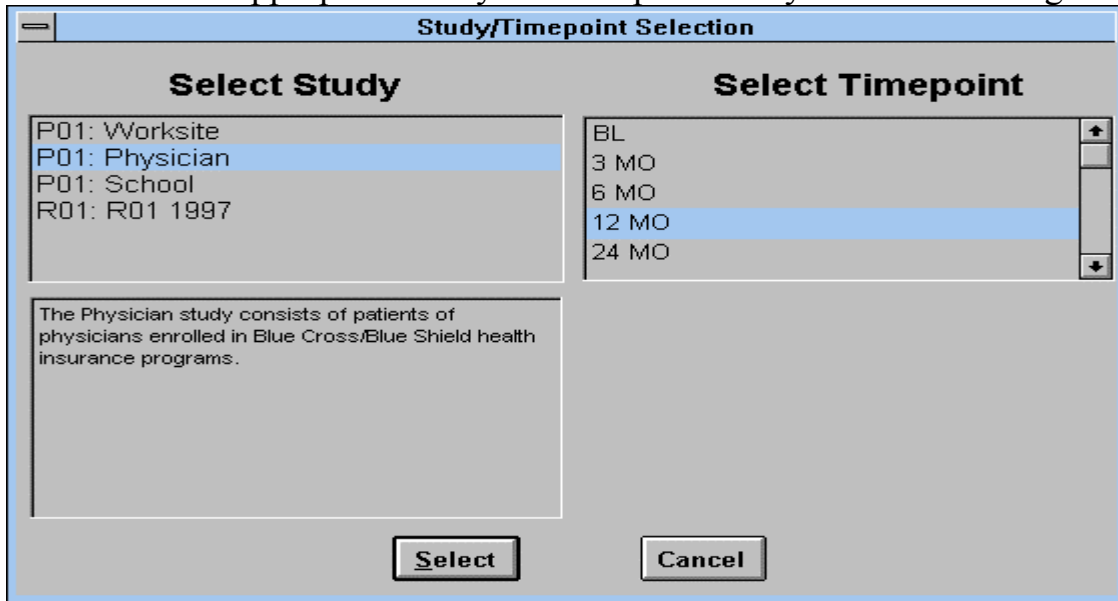 Study/Timepoint Selection
Select Study
P01: Worksite
P01: Physician
P01: School
R01: R01 1997
The Physician study consists of patients of
physicians enrolled in Blue Cross/Blue Shield health
insurance programs.
Select Timepoint
BL
3 MO
6 MO
12 MO
24 MO
Select
Cancel